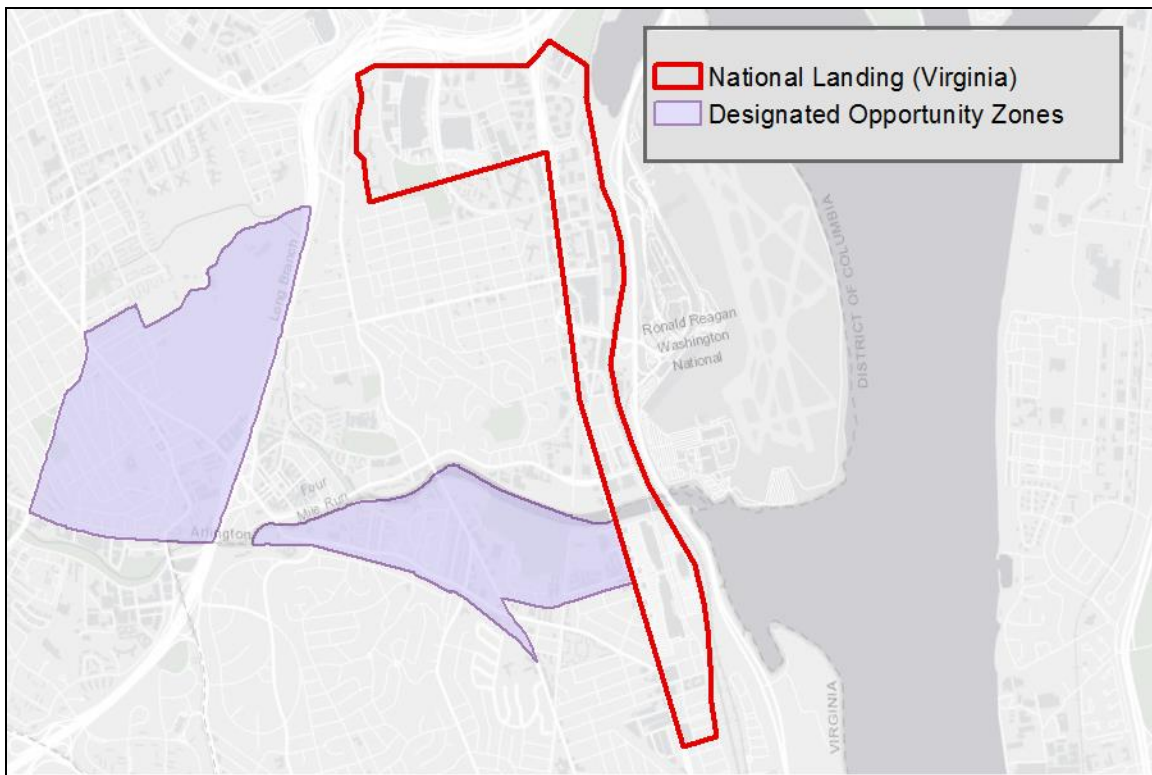 National Landing (Virginia)
Designated Opportunity Zones
Long Branch
Ronald Reagan
Washington
National
DISTRICT OF COLUMBIA
Four
Mile Run
Arlington
VIRGINIA